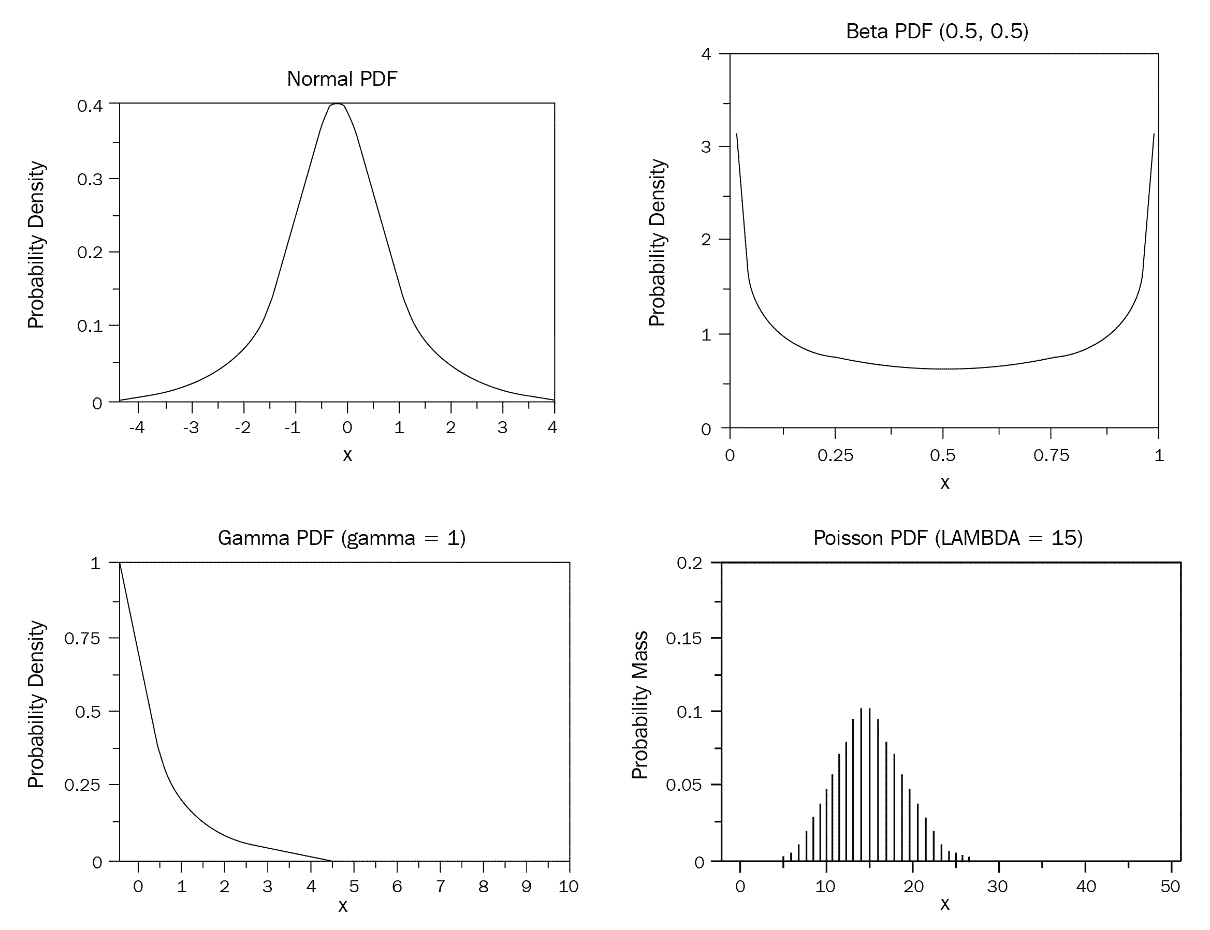 Normal PDF
Probability Density
0.4
0.3
0.2
0.1
0
-4 -3 -2 -1 0 1 2 3 4
x
Beta PDF (0.5, 0.5)
Probability Density
4
3
2
1
0
0 0.25 0.5 0.75 1
x
Gamma PDF (gamma = 1)
Probability Density
1
0.75
0.5
0.25
0
0 1 2 3 4 5 6 7 8 9 10
x
Poisson PDF (LAMBDA = 15)
Probability Mass
0.2
0.15
0.1
0.05
0
0 10 20 30 40 50
x